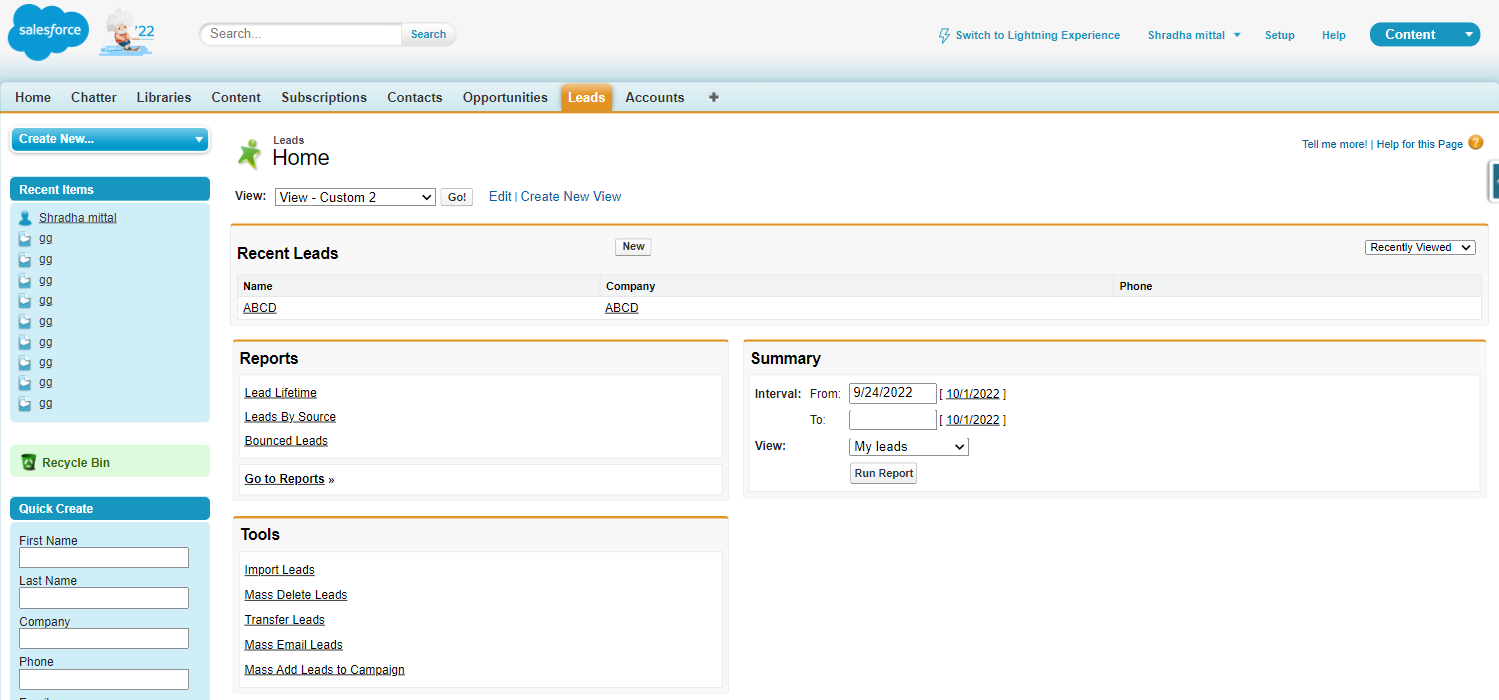 salesforce
'22
Search...
Search
Switch to Lightning Experience
Shradha mittal
Setup
Help
Content
Home
Chatter
Libraries
Content
Subscriptions
Contacts
Opportunities
Leads
Accounts
+
Create New...
Recent Items
Shradha mittal
gg
gg
gg
gg
gg
gg
gg
gg
gg
Recycle Bin
Quick Create
First Name
Last Name
Company
Phone
Leads
Home
Tell me more! | Help for this Page ?
View: View - Custom 2 Go! Edit | Create New View
Recent Leads New Recently Viewed
Name Company Phone
ABCD ABCD
Reports
Lead Lifetime
Leads By Source
Bounced Leads
Go to Reports »
Summary
Interval: From: 9/24/2022 [ 10/1/2022 ]
To: [ 10/1/2022 ]
View: My leads
Run Report
Tools
Import Leads
Mass Delete Leads
Transfer Leads
Mass Email Leads
Mass Add Leads to Campaign